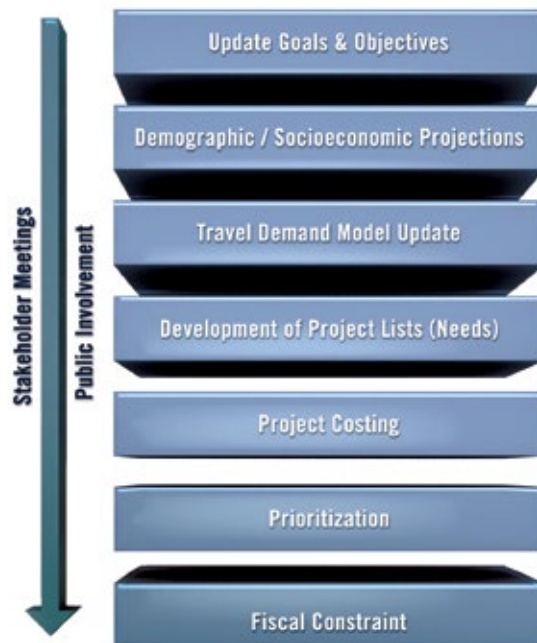 Update Goals & Objectives
Demographic / Socioeconomic Projections
Travel Demand Model Update
Development of Project Lists (Needs)
Project Costing
Prioritization
Fiscal Constraint
Stakeholder Meetings
Public Involvement